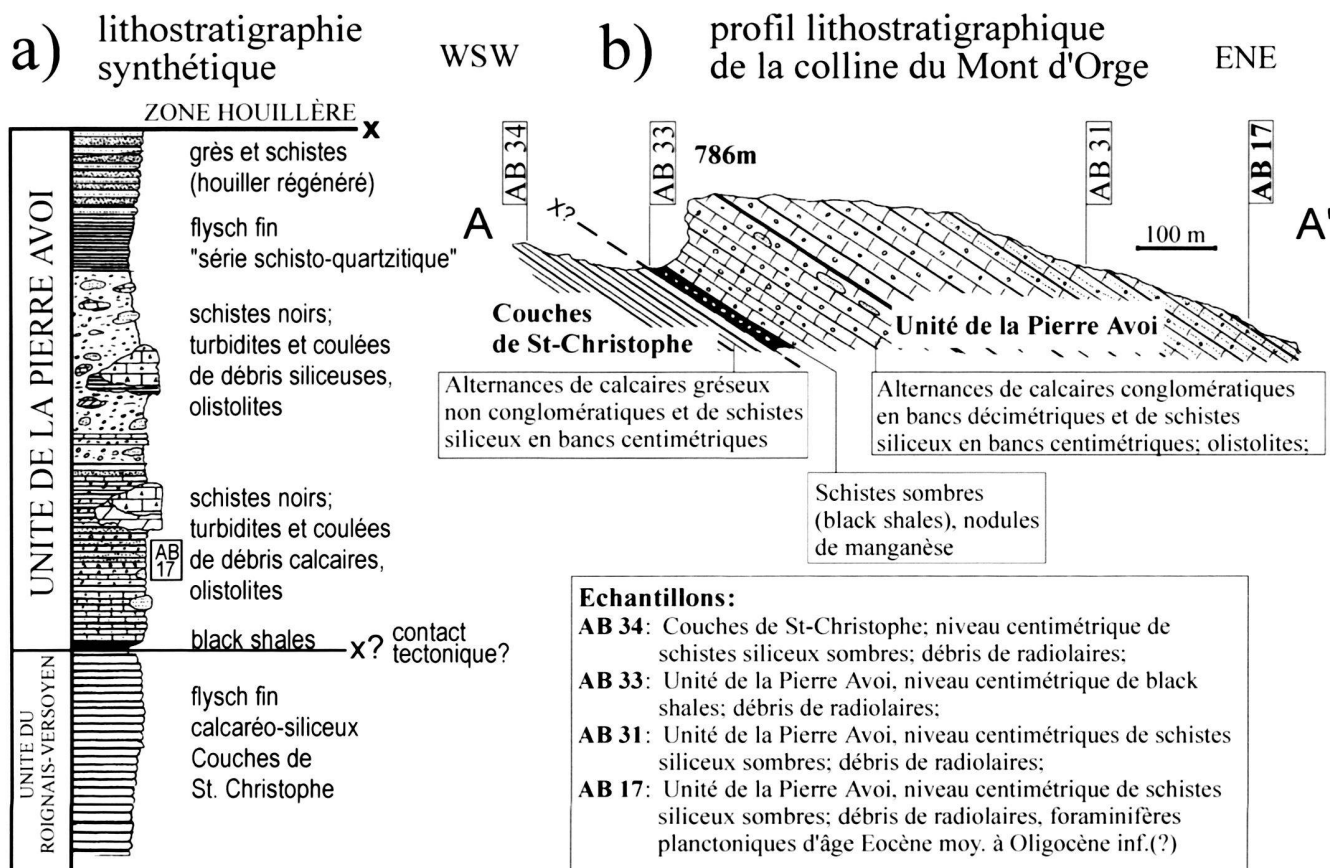 a) lithostratigraphie
synthétique
ZONE HOUILLÈRE
x
UNITE DE LA PIERRE AVOI
grès et schistes
(houiller régénéré)
flysch fin
"série schisto-quartzitique"
schistes noirs;
turbidites et coulées
de débris siliceuses,
olistolites
schistes noirs;
turbidites et coulées
de débris calcaires,
olistolites
AB
17
black shales
x? contact
tectonique?
UNITE DU
ROIGNAIS-VERSOYEN
flysch fin
calcaréo-siliceux
Couches de
St. Christophe
WSW
b) profil lithostratigraphique
de la colline du Mont d'Orge
ENE
AB 34
AB 33
786m
AB 31
AB 17
A
X?
100 m
A'
Couches
de St-Christophe
Unité de la Pierre Avoi
Alternances de calcaires gréseux
non conglomératiques et de schistes
siliceux en bancs centimétriques
Alternances de calcaires conglomératiques
en bancs décimétriques et de schistes
siliceux en bancs centimétriques; olistolites;
Schistes sombres
(black shales), nodules
de manganèse
Echantillons:
AB 34: Couches de St-Christophe; niveau centimétrique de
schistes siliceux sombres; débris de radiolaires;
AB 33: Unité de la Pierre Avoi, niveau centimétrique de black
shales; débris de radiolaires;
AB 31: Unité de la Pierre Avoi, niveau centimétriques de schistes
siliceux sombres; débris de radiolaires;
AB 17: Unité de la Pierre Avoi, niveau centimétrique de schistes
siliceux sombres; débris de radiolaires, foraminifères
planctoniques d'âge Eocène moy. à Oligocène inf.(?)